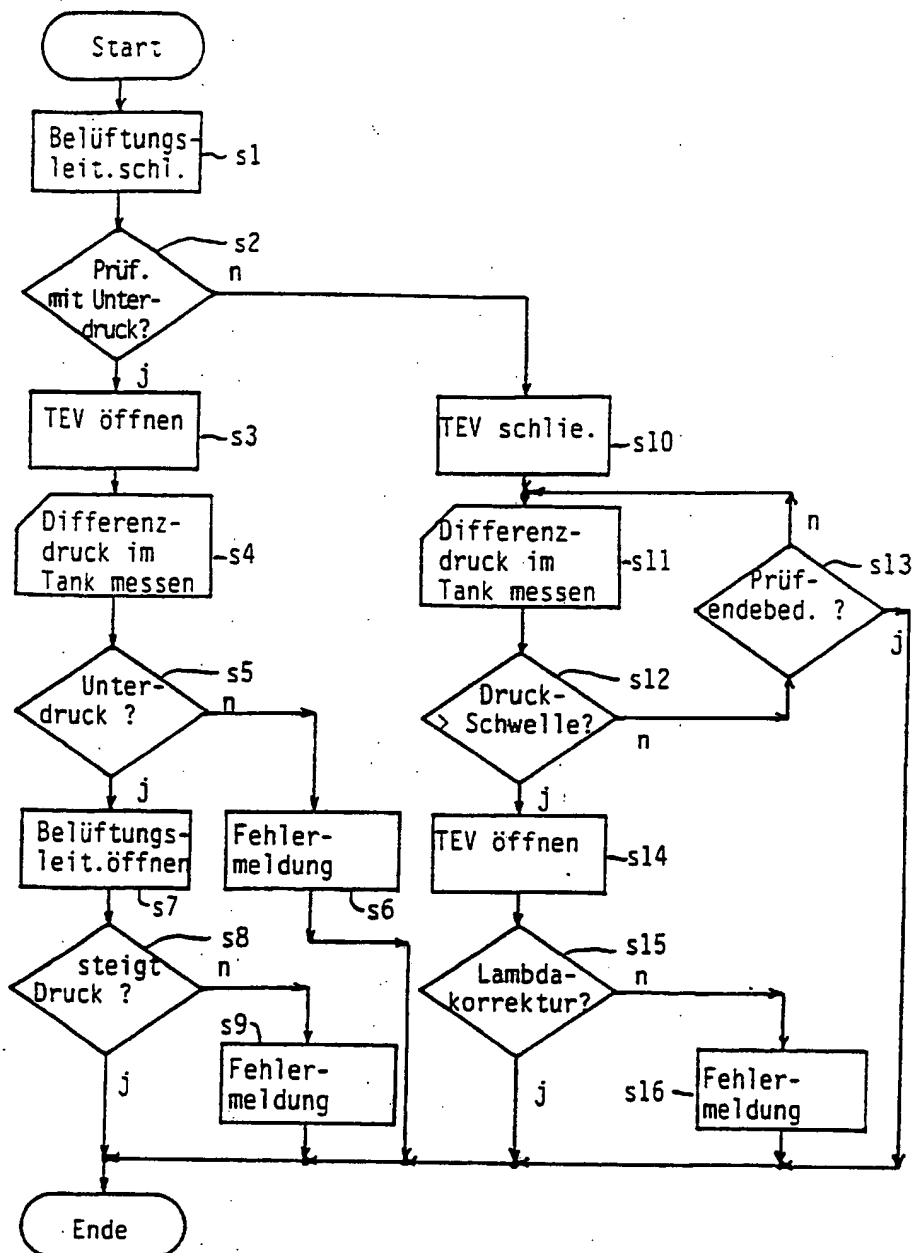 Start
Belüftungs-
leit.schl.
s1
s2
Prüf.
mit Unter-
druck?
n
j
TEV öffnen
s3
Differenz-
druck im
Tank messen
s4
Unter-
druck ?
s5
n
j
Belüftungs-
leit.öffnen
s7
Fehler-
meldung
s6
steigt
Druck ?
s8
n
j
s9
Fehler-
meldung
TEV schlie.
s10
Differenz-
druck im
Tank messen
s11
Druck-
> Schwelle?
s12
n
j
Prüf-
endebed. ?
s13
n
j
TEV öffnen
s14
Lambda-
korrektur?
s15
n
j
s16
Fehler-
meldung
Ende